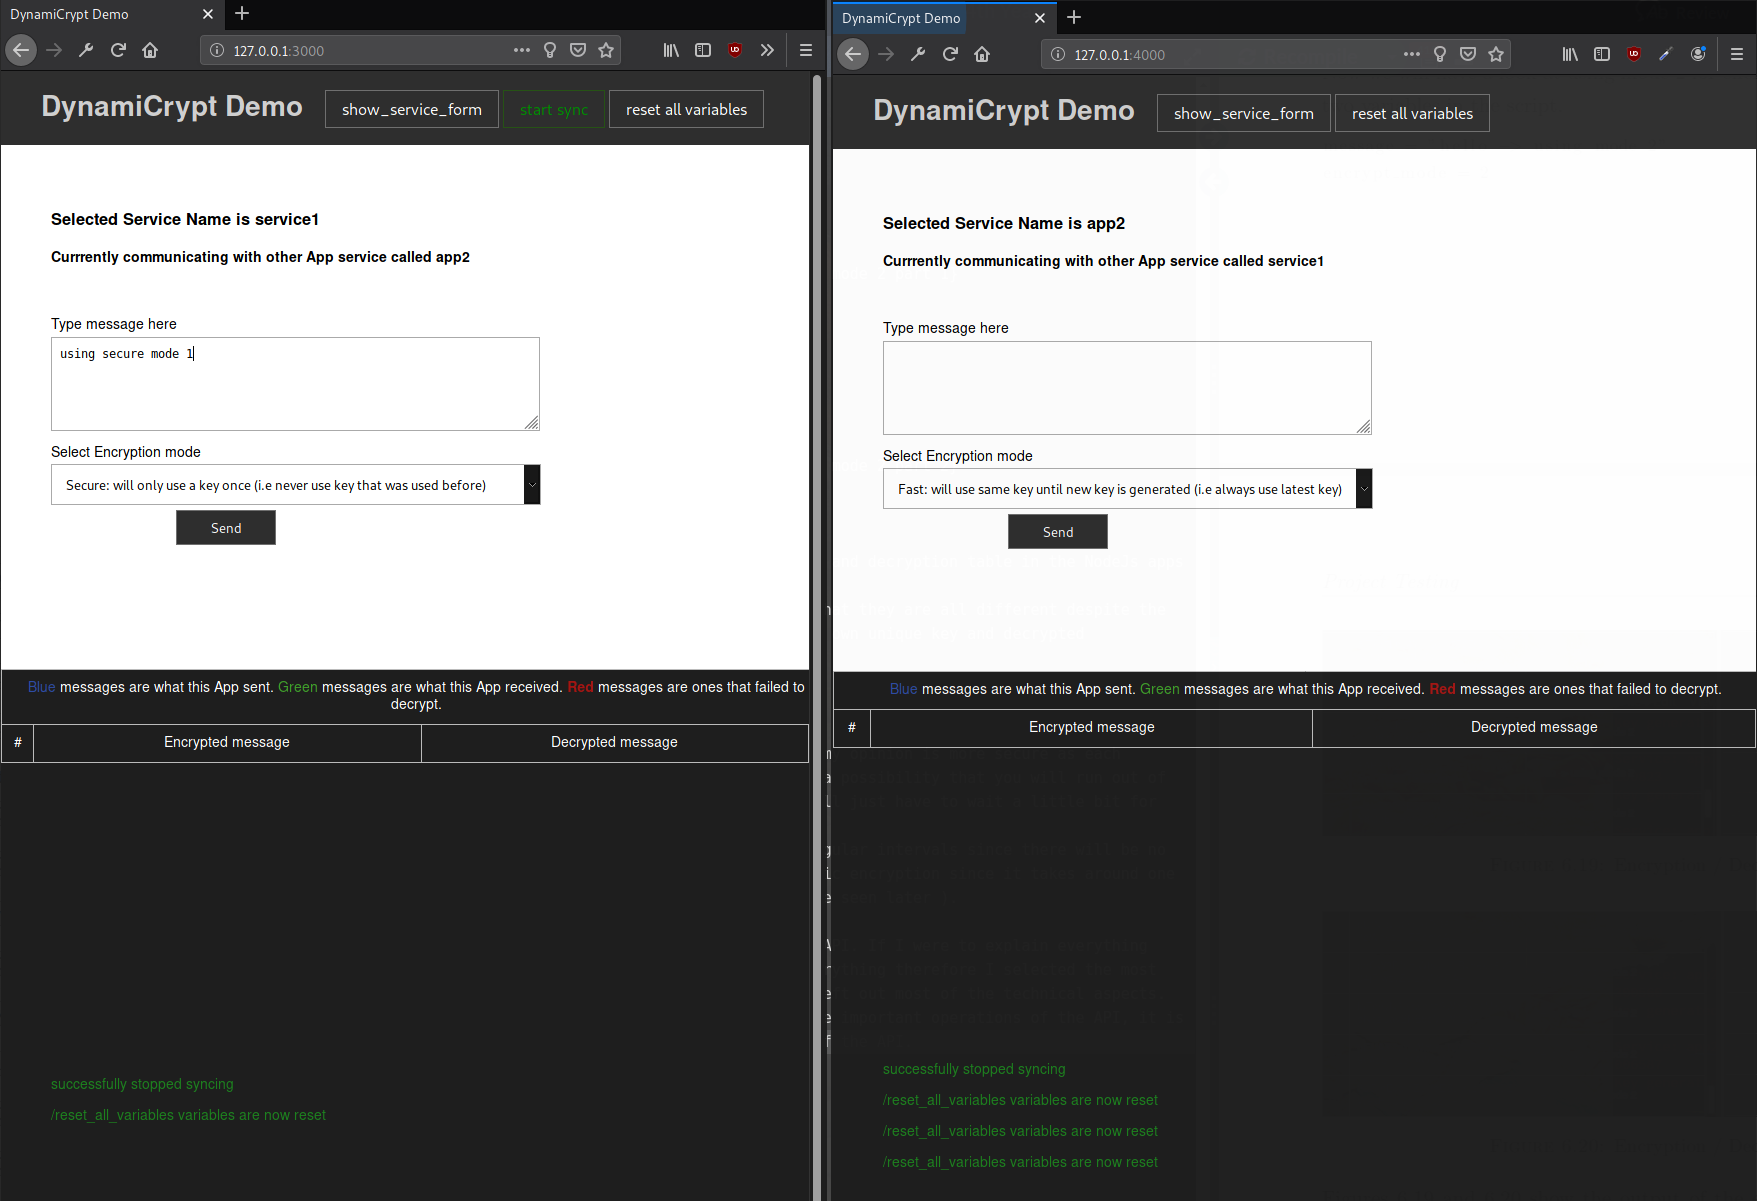 DynamiCrypt Demo
127.0.0.1:3000
DynamiCrypt Demo
show_service_form
start sync
reset all variables
Selected Service Name is service1
Currrently communicating with other App service called app2
Type message here
using secure mode 1
Select Encryption mode
Secure: will only use a key once (i.e never use key that was used before)
Send
Blue messages are what this App sent. Green messages are what this App received. Red messages are ones that failed to
decrypt.
# Encrypted message Decrypted message
successfully stopped syncing
/reset_all_variables variables are now reset
DynamiCrypt Demo
127.0.0.1:4000
DynamiCrypt Demo
show_service_form
reset all variables
Selected Service Name is app2
Currrently communicating with other App service called service1
Type message here
Select Encryption mode
Fast: will use same key until new key is generated (i.e always use latest key)
Send
Blue messages are what this App sent. Green messages are what this App received. Red messages are ones that failed to decrypt.
# Encrypted message Decrypted message
successfully stopped syncing
/reset_all_variables variables are now reset
/reset_all_variables variables are now reset
/reset_all_variables variables are now reset